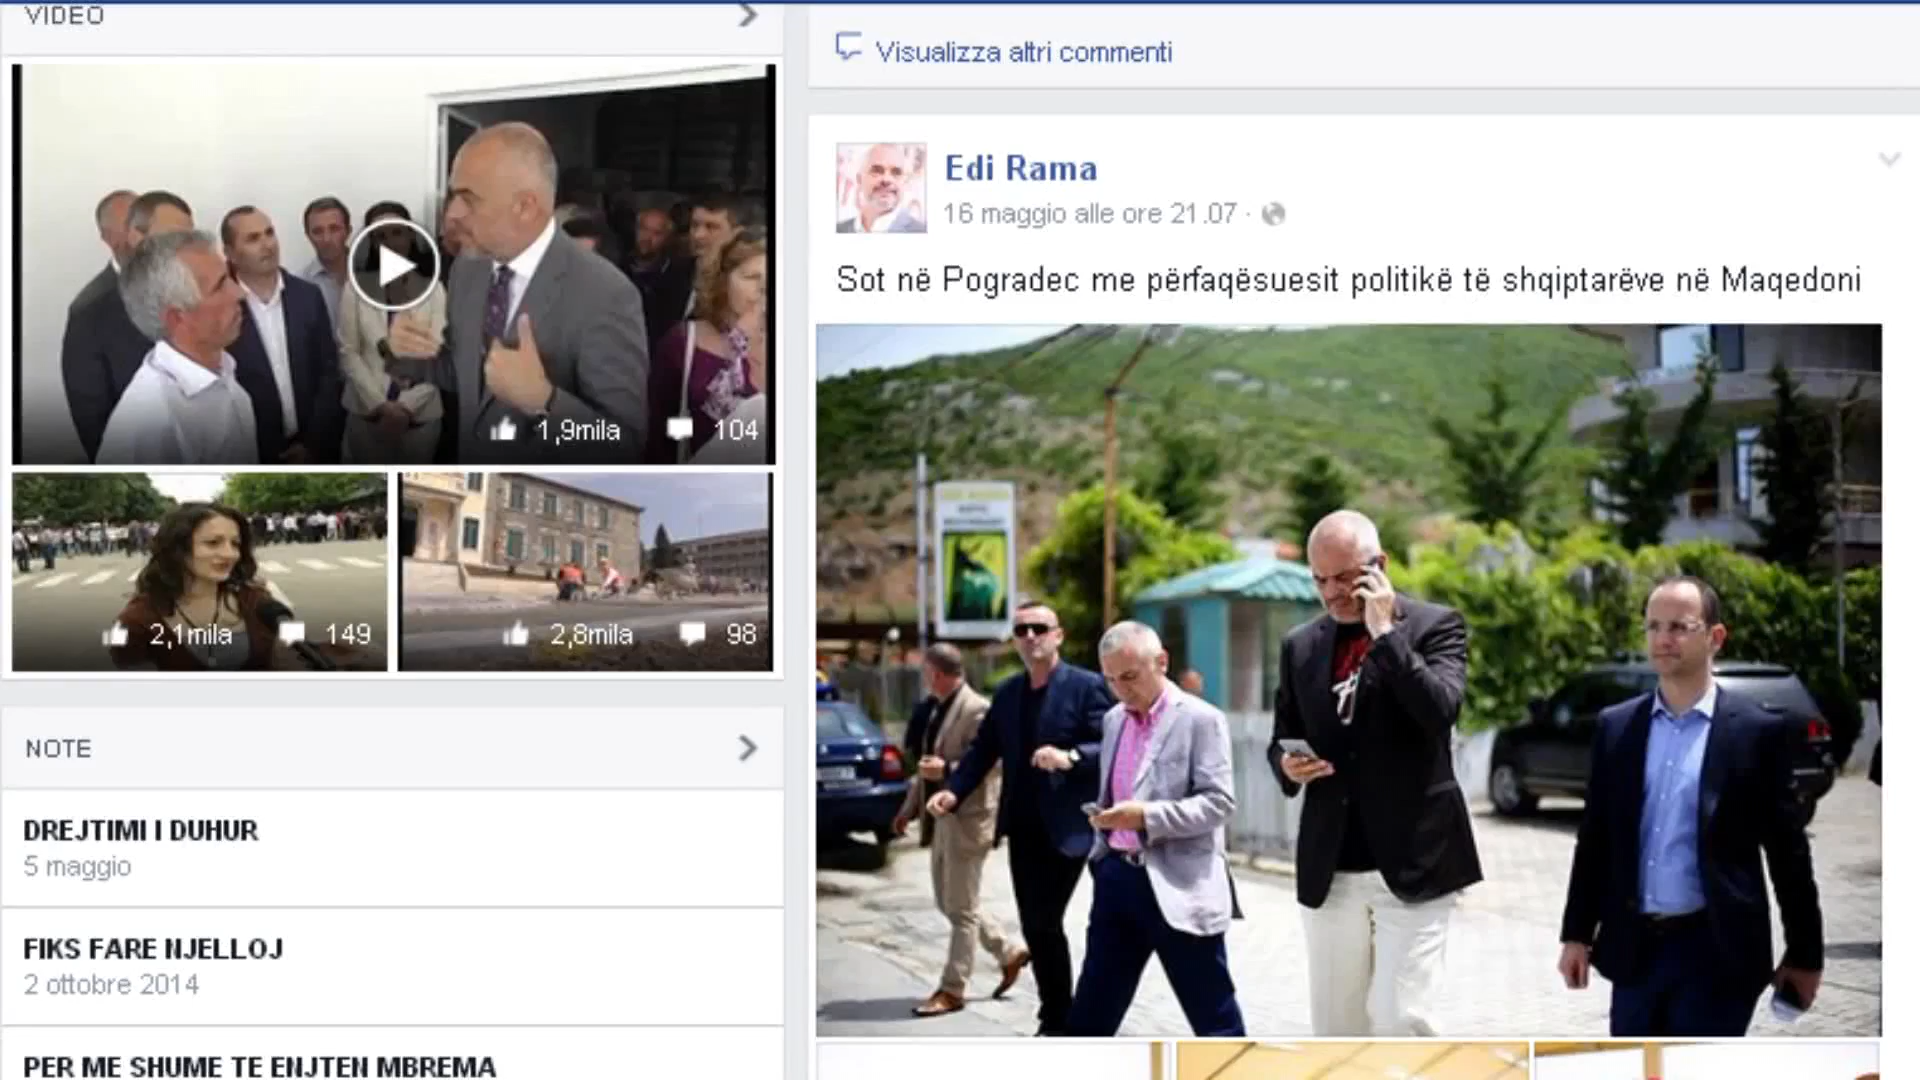 VIDEO
1,9mila 104
2,1mila 149
2,8mila 98
NOTE
DREJTIMI I DUHUR
5 maggio
FIKS FARE NJELLOJ
2 ottobre 2014
PER ME SHUME TE ENJTEN MBREMA
Visualizza altri commenti
Edi Rama
16 maggio alle ore 21.07 ·
Sot në Pogradec me përfaqësuesit politikë të shqiptarëve në Maqedoni